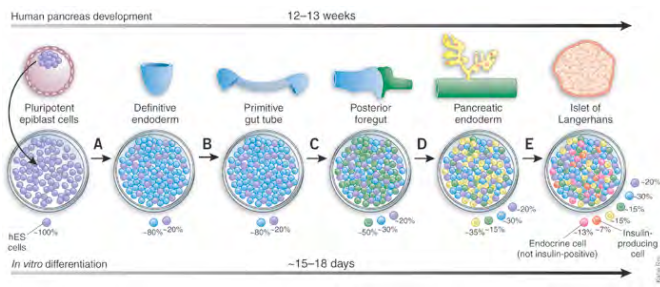 Human pancreas development
12–13 weeks
Pluripotent
epiblast cells
Definitive
endoderm
Primitive
gut tube
Posterior
foregut
Pancreatic
endoderm
Islet of
Langerhans
A
B
C
D
E
hES
cells
~100%
~80%
~20%
~80%
~20%
~50%
~30%
~20%
~35%
~15%
~30%
~20%
~20%
~30%
~15%
~15%
~13%
~7%
Endocrine cell
(not insulin-positive)
Insulin-
producing
cell
In vitro differentiation
~15–18 days